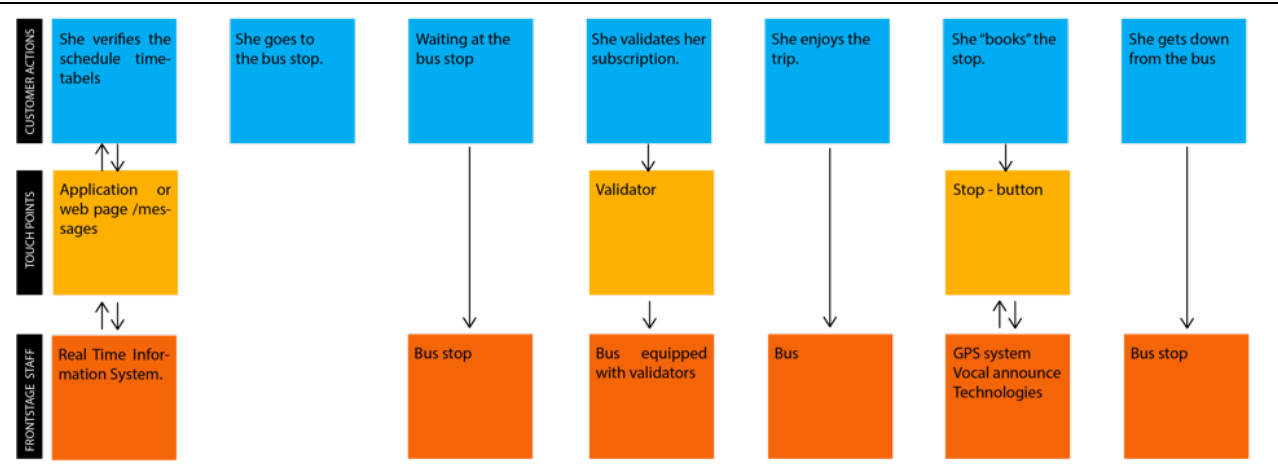 CUSTOMER ACTIONS
She verifies the
schedule time-
tabels
She goes to
the bus stop.
Waiting at the
bus stop
She validates her
subscription.
She enjoys the
trip.
She “books” the
stop.
She gets down
from the bus
TOUCH POINTS
Application or
web page /mes-
sages
Validator
Stop - button
FRONTSTAGE STAFF
Real Time Infor-
mation System.
Bus stop
Bus equipped
with validators
Bus
GPS system
Vocal announce
Technologies
Bus stop